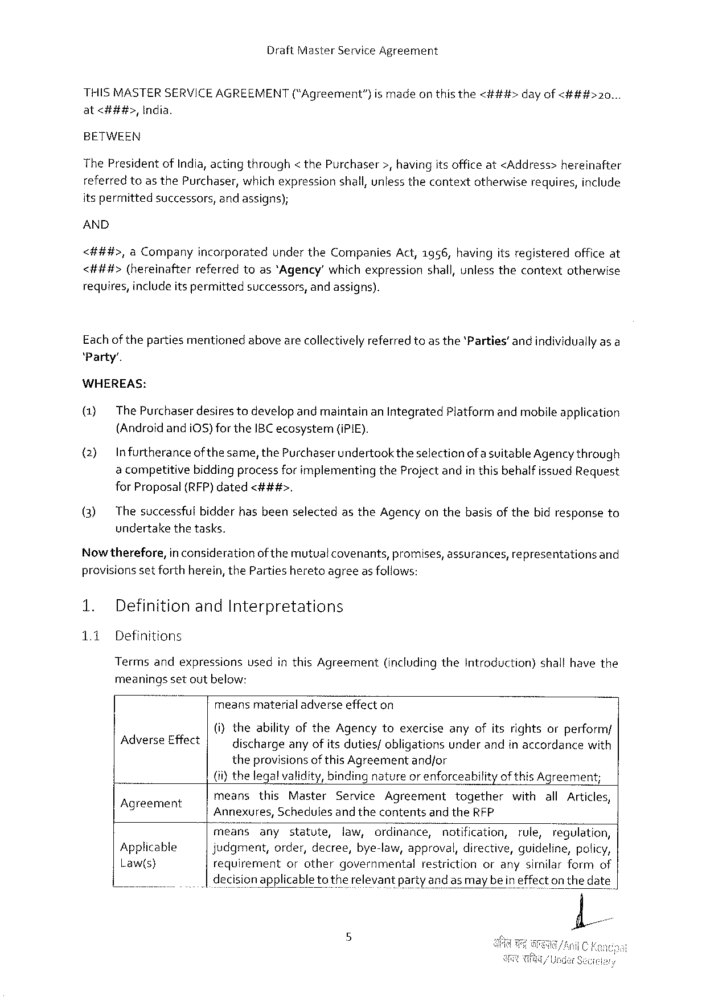 Draft Master Service Agreement
THIS MASTER SERVICE AGREEMENT ("Agreement") is made on this the <###> day of <###>20...
at <###>, India.
BETWEEN
The President of India, acting through < the Purchaser >, having its office at <Address> hereinafter
referred to as the Purchaser, which expression shall, unless the context otherwise requires, include
its permitted successors, and assigns);
AND
<###>, a Company incorporated under the Companies Act, 1956, having its registered office at
<###> (hereinafter referred to as 'Agency' which expression shall, unless the context otherwise
requires, include its permitted successors, and assigns).
Each of the parties mentioned above are collectively referred to as the 'Parties' and individually as a
'Party'.
WHEREAS:
(1) The Purchaser desires to develop and maintain an Integrated Platform and mobile application
(Android and iOS) for the IBC ecosystem (iPIE).
(2) In furtherance of the same, the Purchaser undertook the selection of a suitable Agency through
a competitive bidding process for implementing the Project and in this behalf issued Request
for Proposal (RFP) dated <###>.
(3) The successful bidder has been selected as the Agency on the basis of the bid response to
undertake the tasks.
Now therefore, in consideration of the mutual covenants, promises, assurances, representations and
provisions set forth herein, the Parties hereto agree as follows:
1. Definition and Interpretations
1.1 Definitions
Terms and expressions used in this Agreement (including the Introduction) shall have the
meanings set out below:
means material adverse effect on
(i) the ability of the Agency to exercise any of its rights or perform/
Adverse Effect discharge any of its duties/ obligations under and in accordance with
the provisions of this Agreement and/or
(ii) the legal validity, binding nature or enforceability of this Agreement;
means this Master Service Agreement together with all Articles,
Agreement
Annexures, Schedules and the contents and the RFP
means any statute, law, ordinance, notification, rule, regulation,
Applicable judgment, order, decree, bye-law, approval, directive, guideline, policy,
Law(s) requirement or other governmental restriction or any similar form of
decision applicable to the relevant party and as may be in effect on the date
5
अनिल चन्द्र काण्डपाल/Anil C Kandpal
अवर सचिव/Under Secretary